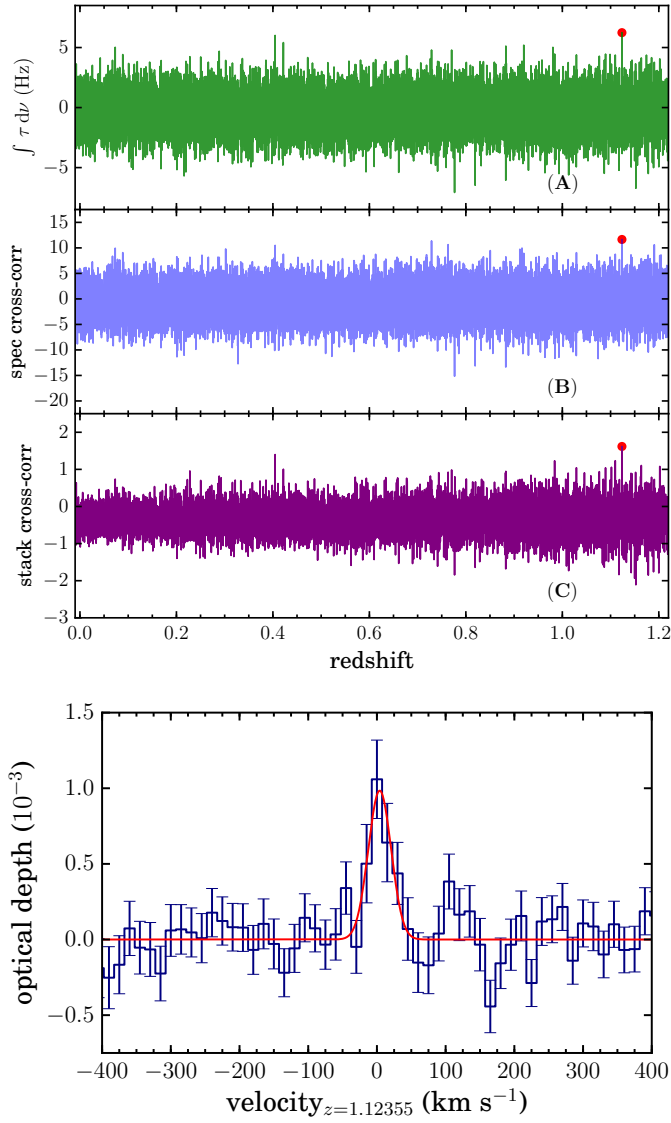 ∫ τ dν (Hz)
5
0
−5
(A)
spec cross-corr
15
10
5
0
−5
−10
−15
−20
(B)
stack cross-corr
2
1
0
−1
−2
−3
(C)
0.0 0.2 0.4 0.6 0.8 1.0 1.2
redshift
optical depth (10⁻³)
1.5
1.0
0.5
0.0
−0.5
−400 −300 −200 −100 0 100 200 300 400
velocity_{z=1.12355} (km s⁻¹)